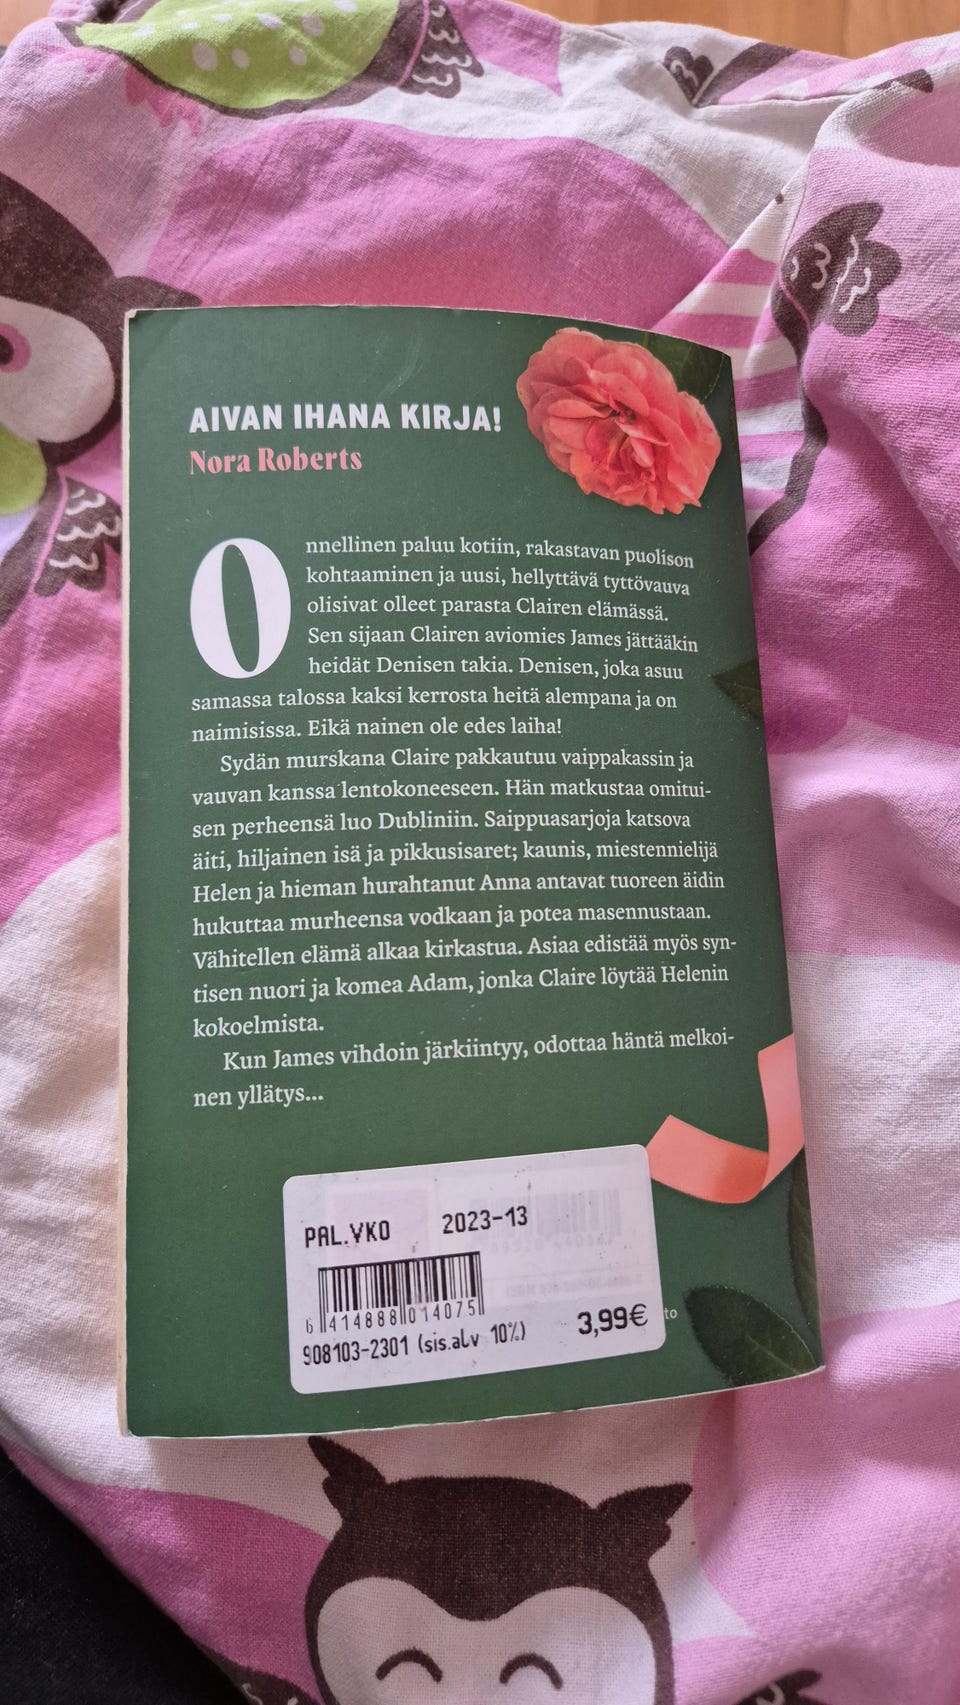 AIVAN IHANA KIRJA!
Nora Roberts
Onnellinen paluu kotiin, rakastavan puolison
kohtaaminen ja uusi, hellyttävä tyttövauva
olisivat olleet parasta Clairen elämässä.
Sen sijaan Clairen aviomies James jättääkin
heidät Denisen takia. Denisen, joka asuu
samassa talossa kaksi kerrosta heitä alempana ja on
naimisissa. Eikä nainen ole edes laiha!
Sydän murskana Claire pakkautuu vaippakassin ja
vauvan kanssa lentokoneeseen. Hän matkustaa omitui-
sen perheensä luo Dubliniin. Saippuasarjoja katsova
äiti, hiljainen isä ja pikkusisaret; kaunis, miestennielijä
Helen ja hieman hurahtanut Anna antavat tuoreen äidin
hukuttaa murheensa vodkaan ja potea masennustaan.
Vähitellen elämä alkaa kirkastua. Asiaa edistää myös syn-
tisen nuori ja komea Adam, jonka Claire löytää Helenin
kokoelmista.
Kun James vihdoin järkiintyy, odottaa häntä melkoi-
nen yllätys...
PAL.VKO 2023-13
6 414888 014075
908103-2301 (sis.alv 10%) 3,99€
to